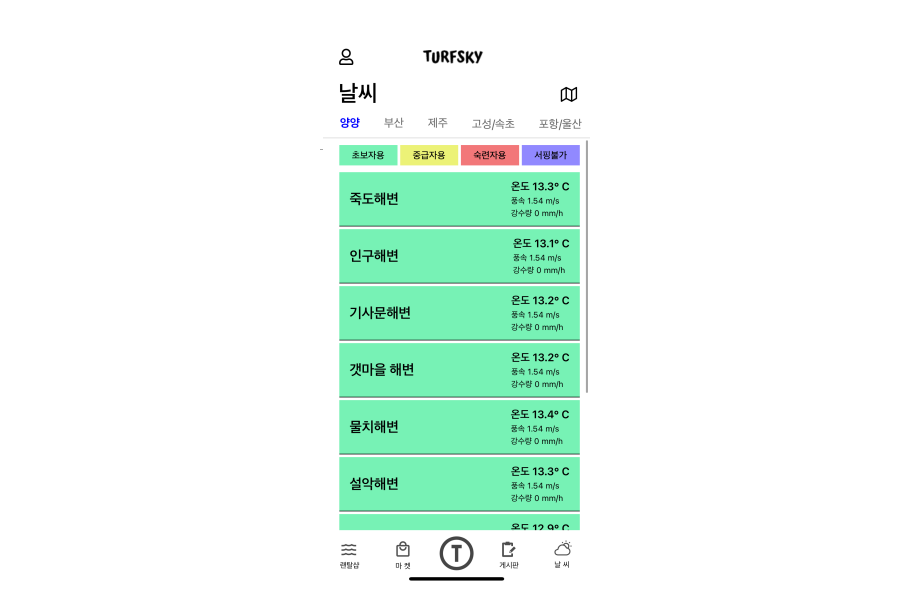 TURFSKY
날씨
양양 부산 제주 고성/속초 포항/울산
초보자용 중급자용 숙련자용 서핑불가
죽도해변
온도 13.3° C
풍속 1.54 m/s
강수량 0 mm/h
인구해변
온도 13.1° C
풍속 1.54 m/s
강수량 0 mm/h
기사문해변
온도 13.2° C
풍속 1.54 m/s
강수량 0 mm/h
갯마을 해변
온도 13.2° C
풍속 1.54 m/s
강수량 0 mm/h
물치해변
온도 13.4° C
풍속 1.54 m/s
강수량 0 mm/h
설악해변
온도 13.3° C
풍속 1.54 m/s
강수량 0 mm/h
온도 12.9° C
T
렌탈샵 마 켓 게시판 날 씨